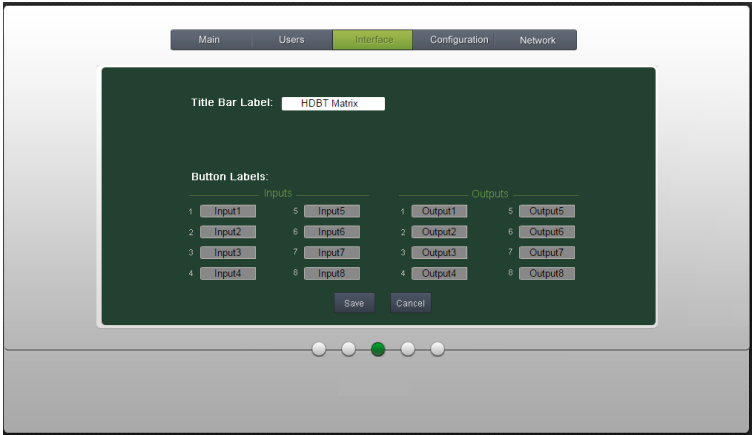 Main Users Interface Configuration Network
Title Bar Label: HDBT Matrix
Button Labels:
Inputs Outputs
1 Input1 5 Input5 1 Output1 5 Output5
2 Input2 6 Input6 2 Output2 6 Output6
3 Input3 7 Input7 3 Output3 7 Output7
4 Input4 8 Input8 4 Output4 8 Output8
Save Cancel